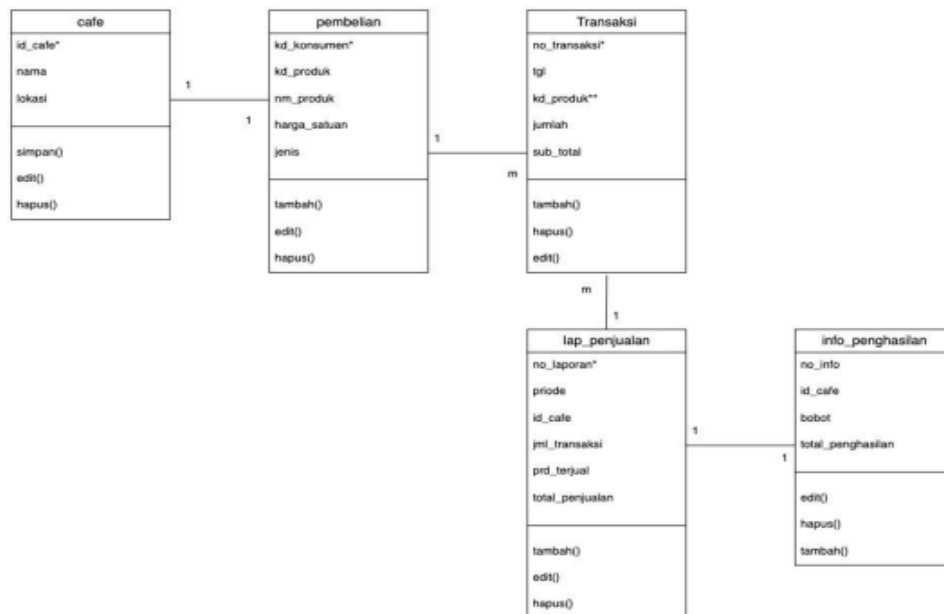 cafe
id_cafe*
nama
lokasi
simpan()
edit()
hapus()
1
1
pembelian
kd_konsumen*
kd_produk
nm_produk
harga_satuan
jenis
tambah()
edit()
hapus()
1
m
Transaksi
no_transaksi*
tgl
kd_produk**
jumlah
sub_total
tambah()
hapus()
edit()
m
1
lap_penjualan
no_laporan*
priode
id_cafe
jml_transaksi
prd_terjual
total_penjualan
tambah()
edit()
hapus()
1
1
info_penghasilan
no_info
id_cafe
bobot
total_penghasilan
edit()
hapus()
tambah()